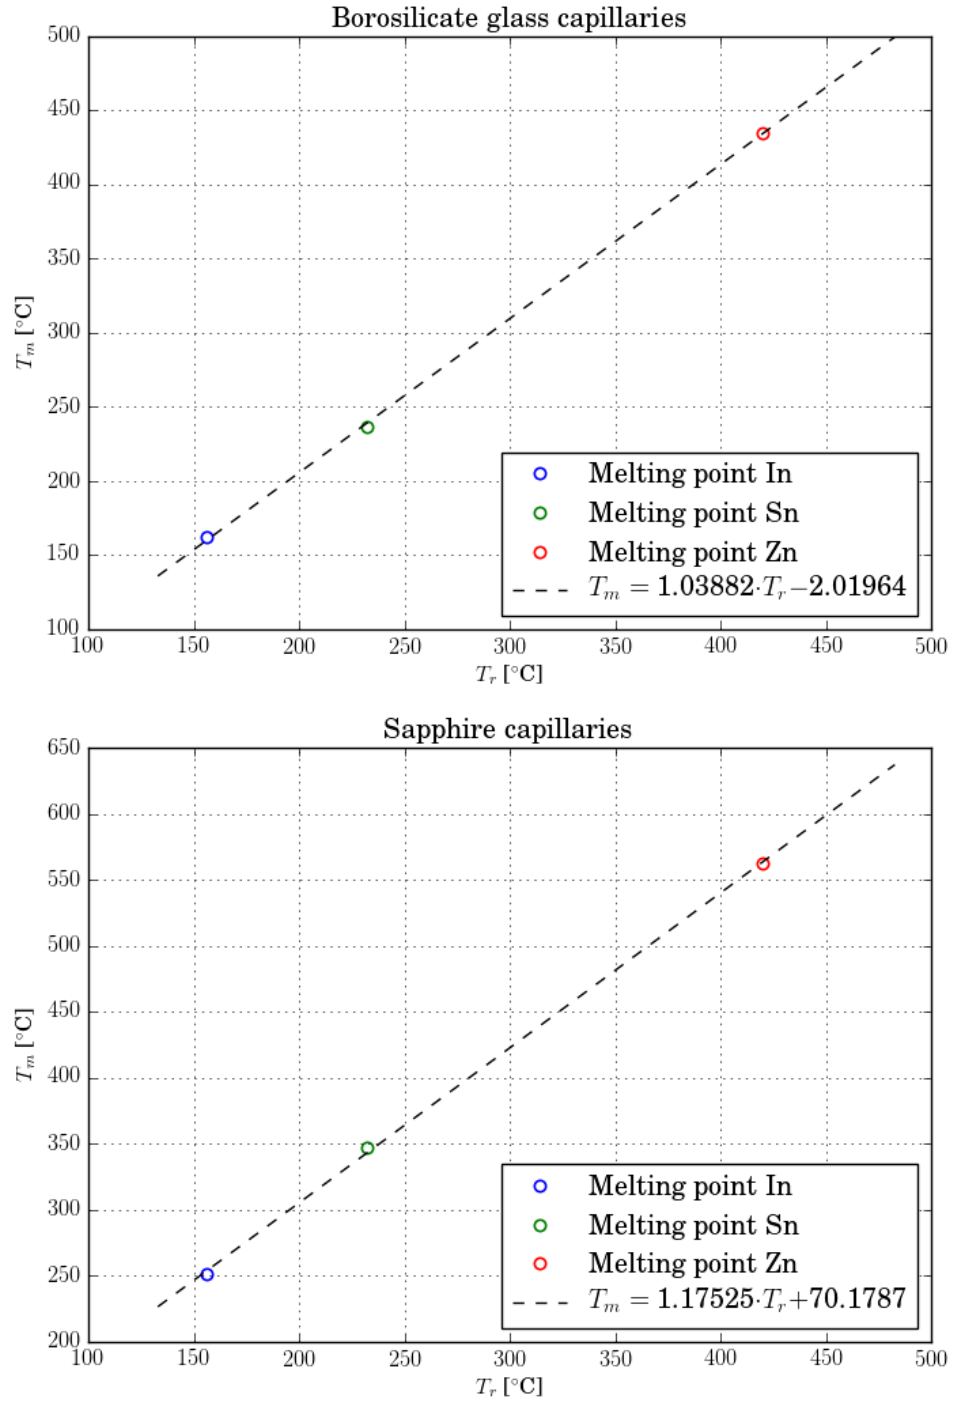 Borosilicate glass capillaries
500
450
400
350
300
250
200
150
100
T_m [°C]
Melting point In
Melting point Sn
Melting point Zn
T_m = 1.03882·T_r−2.01964
100 150 200 250 300 350 400 450 500
T_r [°C]
Sapphire capillaries
650
600
550
500
450
400
350
300
250
200
T_m [°C]
Melting point In
Melting point Sn
Melting point Zn
T_m = 1.17525·T_r+70.1787
100 150 200 250 300 350 400 450 500
T_r [°C]